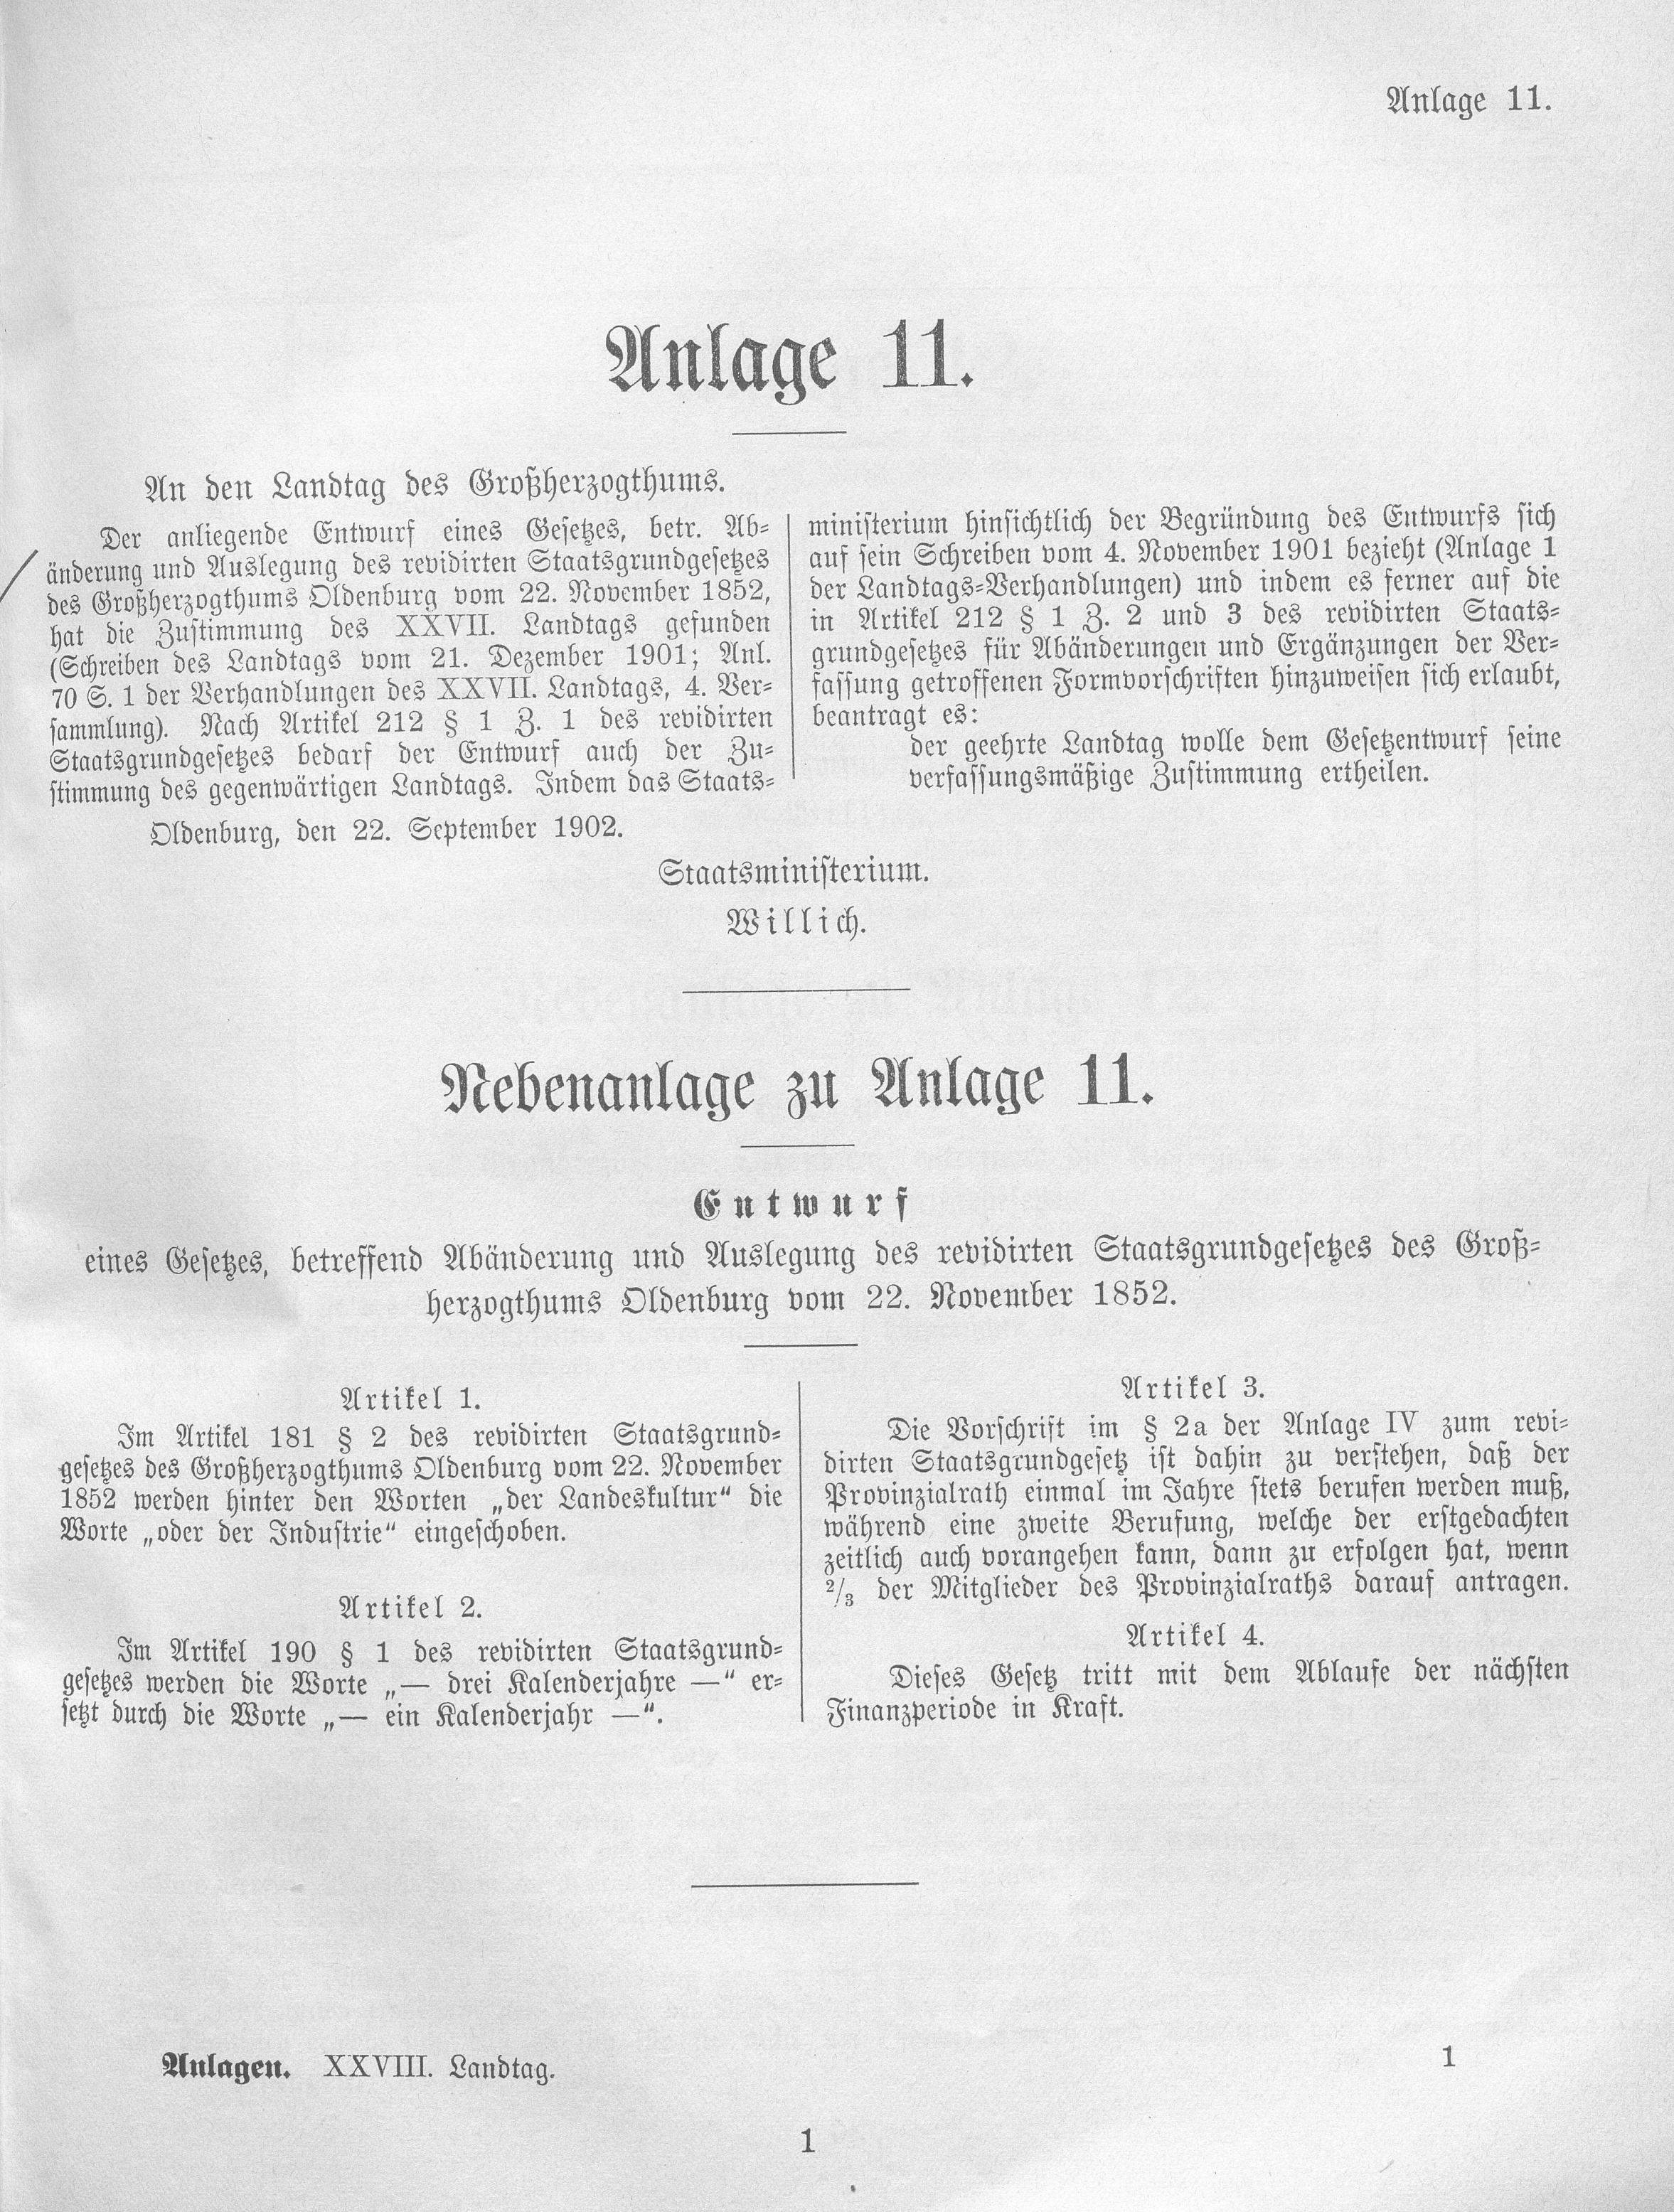 Anlage 11.
Anlage 11.
An den Landtag des Großherzogthums.
Der anliegende Entwurf eines Gesetzes, betr. Ab-
änderung und Auslegung des revidirten Staatsgrundgesetzes
des Großherzogthums Oldenburg vom 22. November 1852,
hat die Zustimmung des XXVII. Landtags gefunden
(Schreiben des Landtags vom 21. Dezember 1901; Anl.
70 S. 1 der Verhandlungen des XXVII. Landtags, 4. Ver-
sammlung). Nach Artikel 212 § 1 Z. 1 des revidirten
Staatsgrundgesetzes bedarf der Entwurf auch der Zu-
stimmung des gegenwärtigen Landtags. Indem das Staats-
ministerium hinsichtlich der Begründung des Entwurfs sich
auf sein Schreiben vom 4. November 1901 bezieht (Anlage 1
der Landtags-Verhandlungen) und indem es ferner auf die
in Artikel 212 § 1 Z. 2 und 3 des revidirten Staats-
grundgesetzes für Abänderungen und Ergänzungen der Ver-
fassung getroffenen Formvorschriften hinzuweisen sich erlaubt,
beantragt es:
der geehrte Landtag wolle dem Gesetzentwurf seine
verfassungsmäßige Zustimmung ertheilen.
Oldenburg, den 22. September 1902.
Staatsministerium.
Willich.
Nebenanlage zu Anlage 11.
Entwurf
eines Gesetzes, betreffend Abänderung und Auslegung des revidirten Staatsgrundgesetzes des Groß-
herzogthums Oldenburg vom 22. November 1852.
Artikel 1.
Im Artikel 181 § 2 des revidirten Staatsgrund-
gesetzes des Großherzogthums Oldenburg vom 22. November
1852 werden hinter den Worten „der Landeskultur“ die
Worte „oder der Industrie“ eingeschoben.
Artikel 2.
Im Artikel 190 § 1 des revidirten Staatsgrund-
gesetzes werden die Worte „— drei Kalenderjahre —“ er-
setzt durch die Worte „— ein Kalenderjahr —“.
Artikel 3.
Die Vorschrift im § 2a der Anlage IV zum revi-
dirten Staatsgrundgesetz ist dahin zu verstehen, daß der
Provinzialrath einmal im Jahre stets berufen werden muß,
während eine zweite Berufung, welche der erstgedachten
zeitlich auch vorangehen kann, dann zu erfolgen hat, wenn
2/3 der Mitglieder des Provinzialraths darauf antragen.
Artikel 4.
Dieses Gesetz tritt mit dem Ablaufe der nächsten
Finanzperiode in Kraft.
Anlagen. XXVIII. Landtag.
1
1